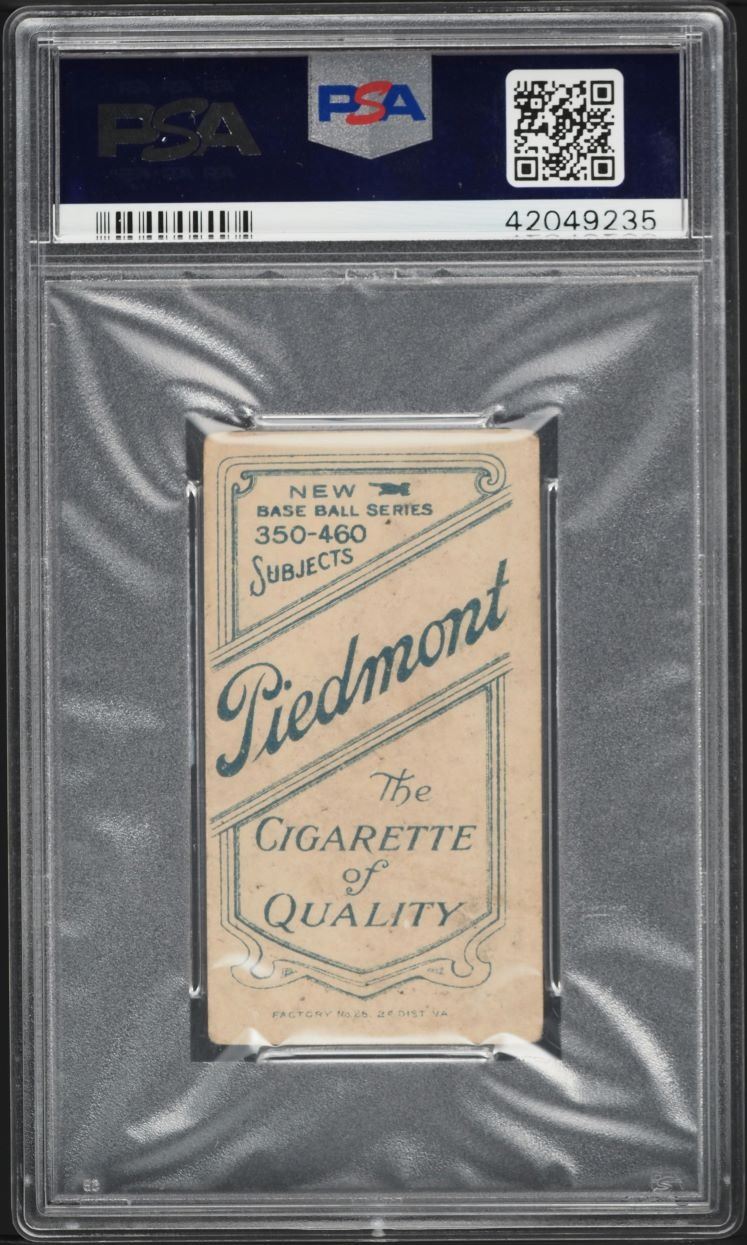 PSA
PSA
42049235
NEW
BASE BALL SERIES
350-460
SUBJECTS
Piedmont
The
CIGARETTE
of
QUALITY
FACTORY No. 25. 2D DIST VA.